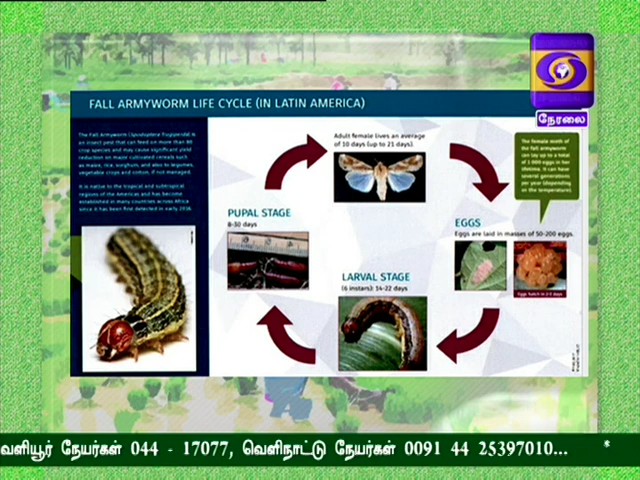 நேரலை
FALL ARMYWORM LIFE CYCLE (IN LATIN AMERICA)
The Fall Armyworm (Spodoptera frugiperda) is
an insect pest that can feed on more than 80
crop species and may cause significant yield
reduction on major cultivated cereals such
as maize, rice, sorghum, and also to legumes,
vegetable crops and cotton, if not managed.
It is native to the tropical and subtropical
regions of the Americas and has become
established in many countries across Africa
since it has been first detected in early 2016.
Adult female lives an average
of 10 days (up to 21 days)
The female moth of
the fall armyworm
can lay up to a total
of 1 000 eggs in her
lifetime. It can have
several generations
per year (depending
on the temperature).
EGGS
Eggs are laid in masses of 50-200 eggs.
Eggs hatch in 2-3 days
LARVAL STAGE
(6 instars): 14-22 days
PUPAL STAGE
8-30 days
வெளியூர் நேயர்கள் 044 - 17077, வெளிநாட்டு நேயர்கள் 0091 44 25397010... *